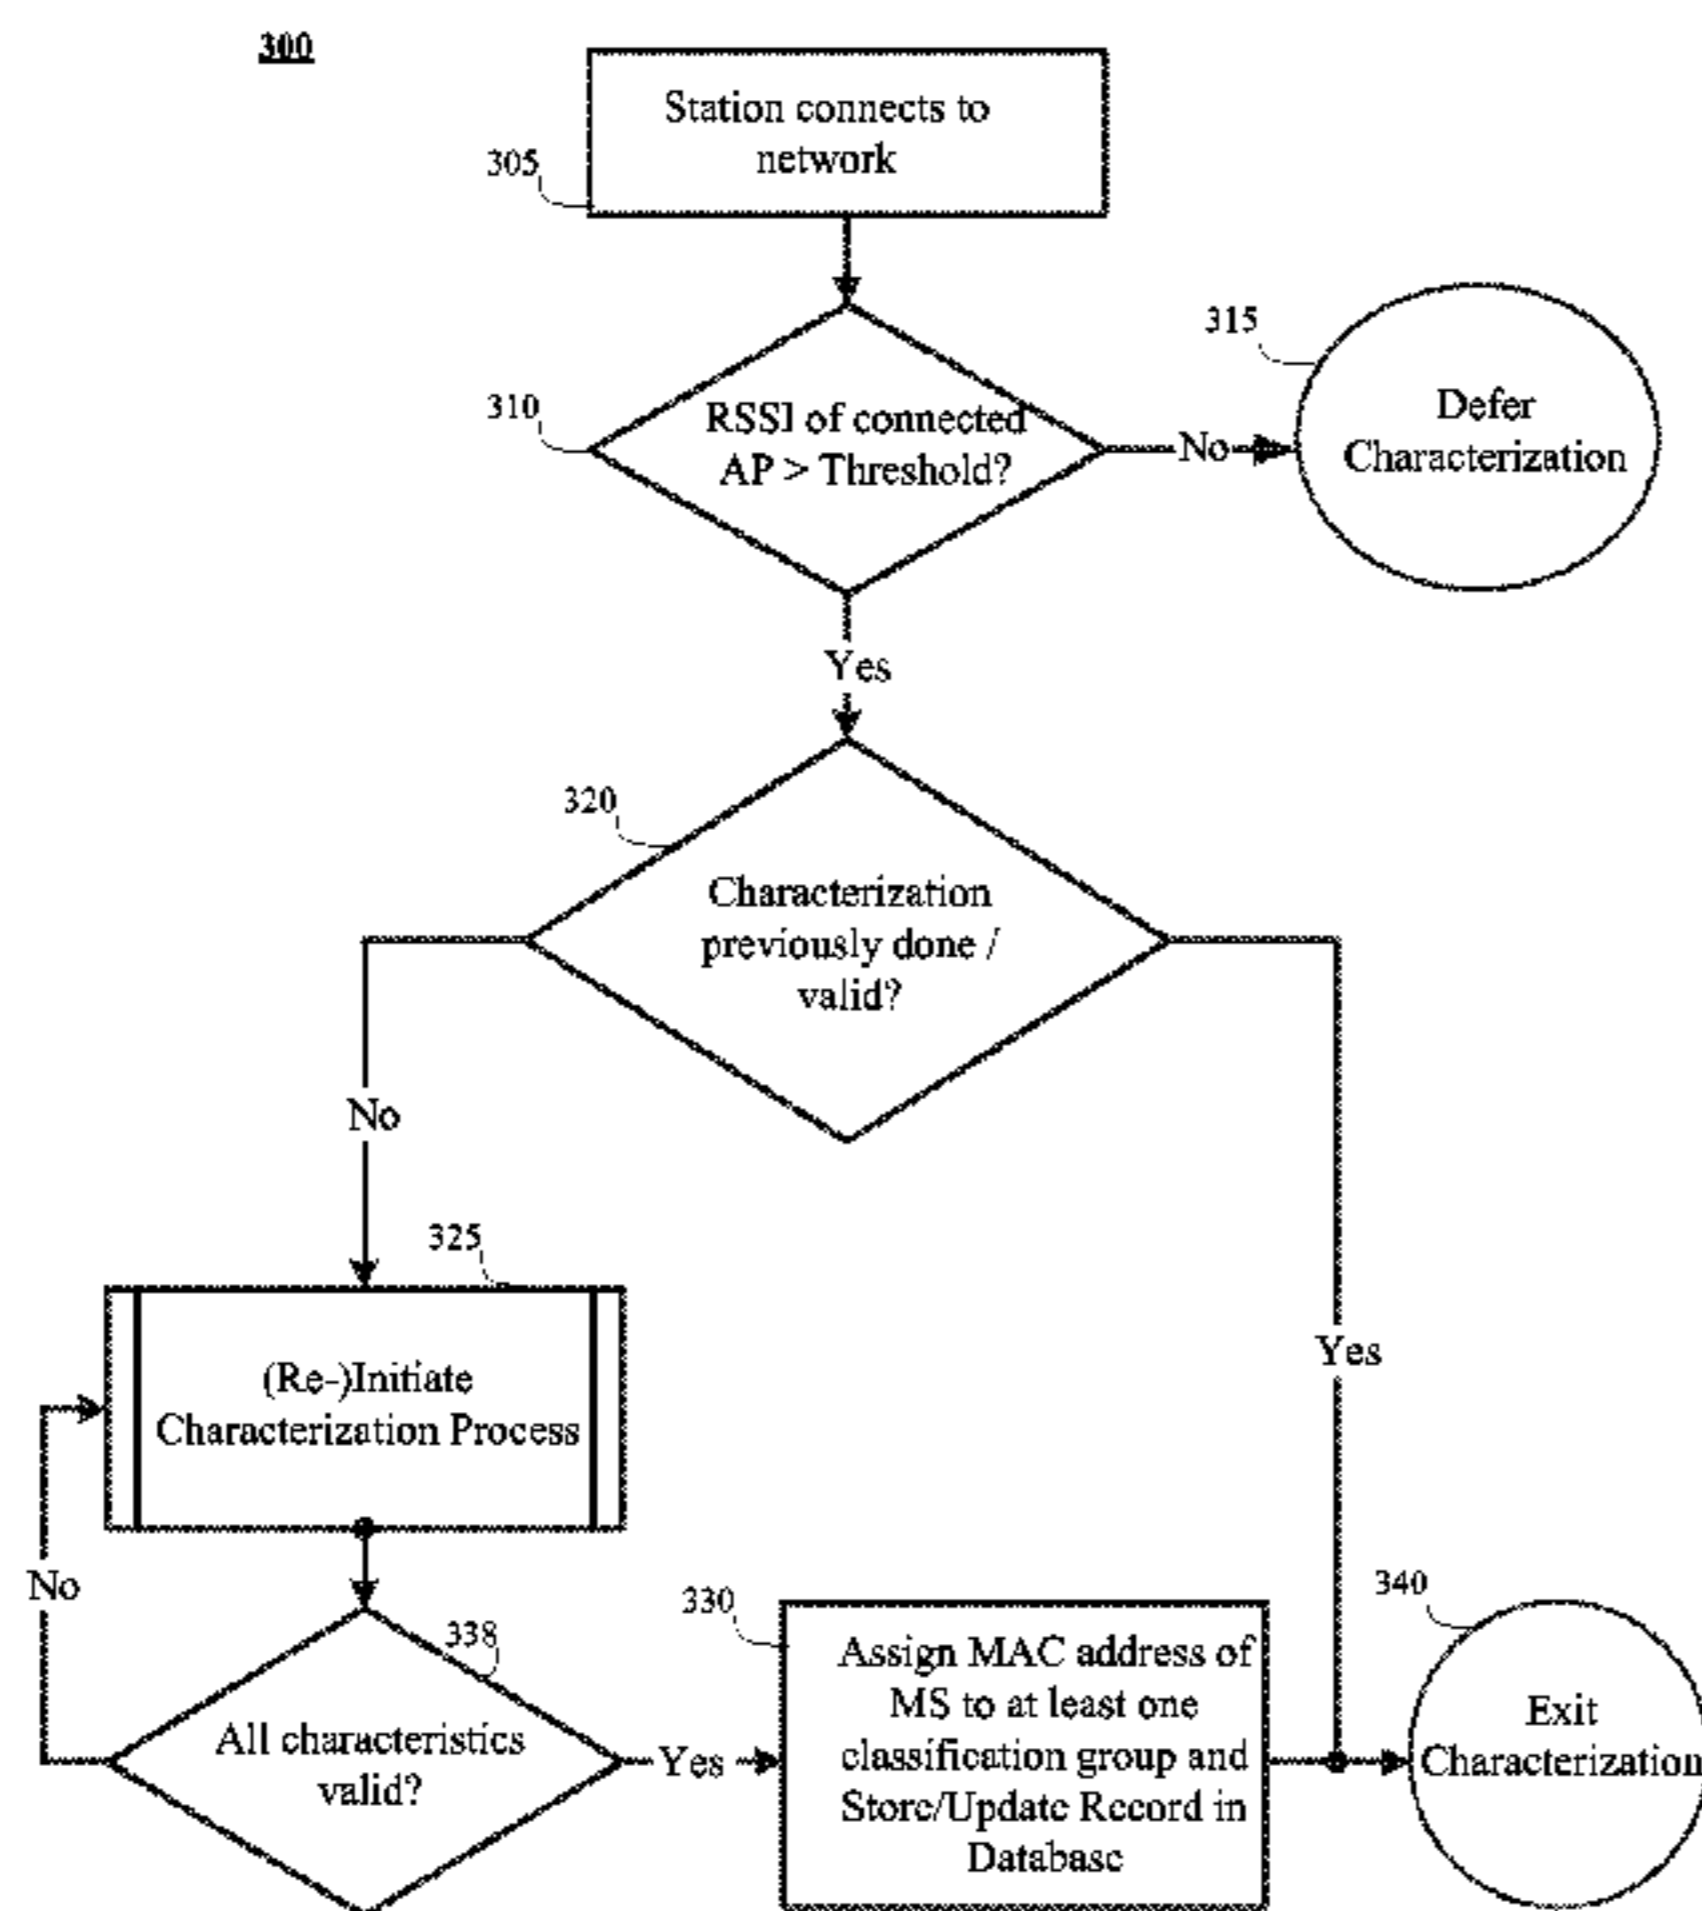 300
Station connects to
network
305
315
310
RSSI of connected
AP > Threshold?
No
Defer
Characterization
Yes
320
Characterization
previously done /
valid?
No
325
Yes
(Re-)Initiate
Characterization Process
No
338
330
340
All characteristics
valid?
Yes
Assign MAC address of
MS to at least one
classification group and
Store/Update Record in
Database
Exit
Characterization